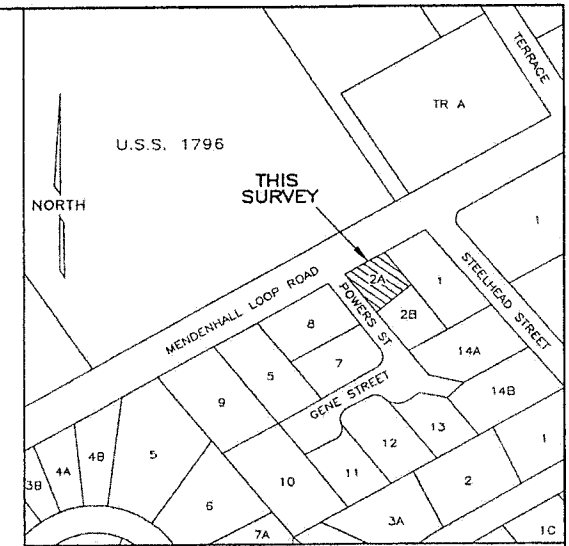 TERRACE
TR A
U.S.S. 1796
THIS
SURVEY
NORTH
1
MENDENHALL LOOP ROAD
2A
1
STEELHEAD STREET
POWERS ST
2B
8
7
14A
5
GENE STREET
9
14B
13
12
1
5
4B
4A
3B
2
11
10
6
3A
7A
1C